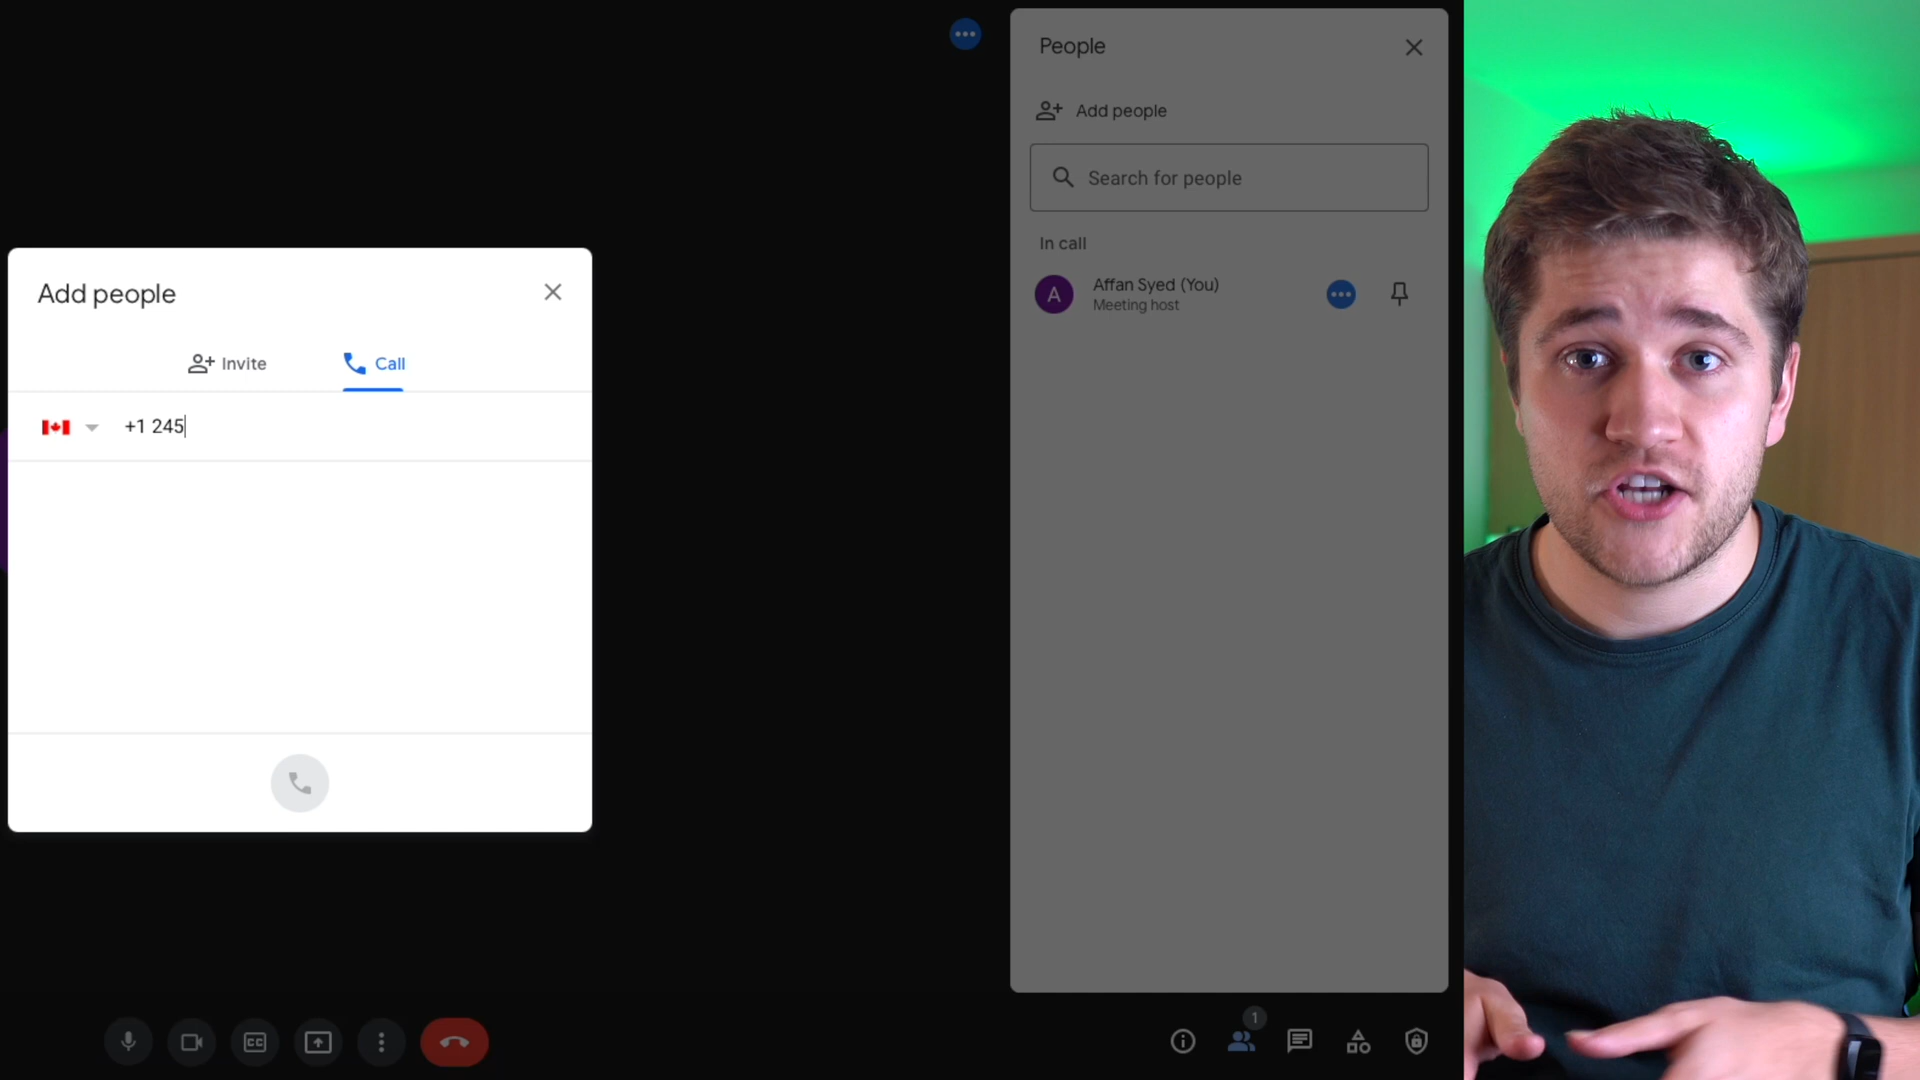 People
Add people
Search for people
In call
A
Affan Syed (You)
Meeting host
Add people
Invite
Call
+1 245
CC
1